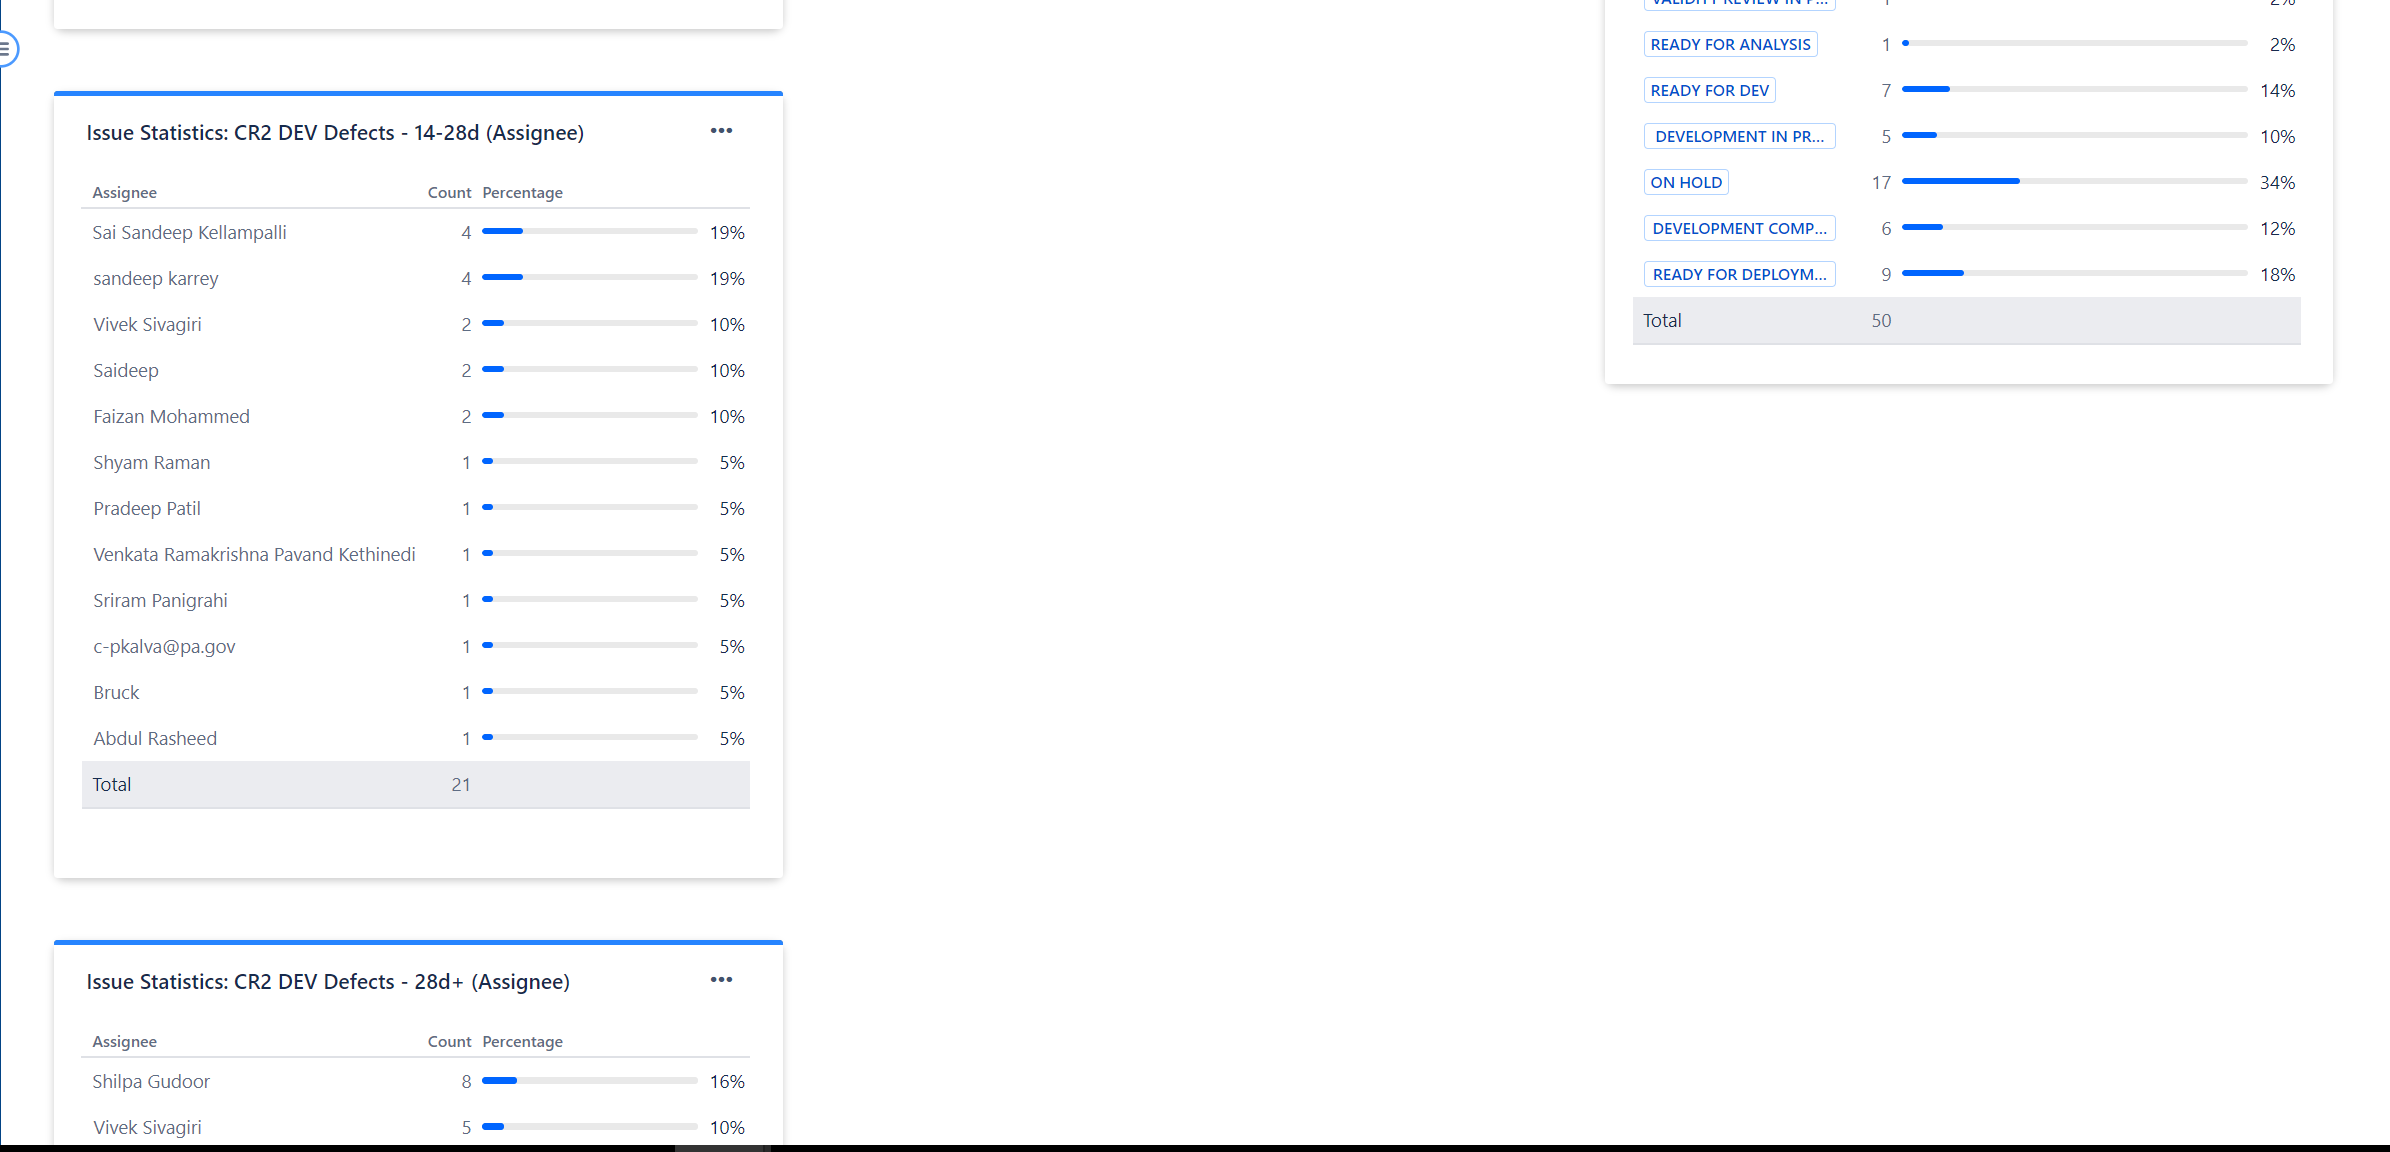 Issue Statistics: CR2 DEV Defects - 14-28d (Assignee)
Assignee Count Percentage
Sai Sandeep Kellampalli 4 19%
sandeep karrey 4 19%
Vivek Sivagiri 2 10%
Saideep 2 10%
Faizan Mohammed 2 10%
Shyam Raman 1 5%
Pradeep Patil 1 5%
Venkata Ramakrishna Pavand Kethinedi 1 5%
Sriram Panigrahi 1 5%
c-pkalva@pa.gov 1 5%
Bruck 1 5%
Abdul Rasheed 1 5%
Total 21
Issue Statistics: CR2 DEV Defects - 28d+ (Assignee)
Assignee Count Percentage
Shilpa Gudoor 8 16%
Vivek Sivagiri 5 10%
VALIDITY REVIEW IN P... 1 2%
READY FOR ANALYSIS 1 2%
READY FOR DEV 7 14%
DEVELOPMENT IN PR... 5 10%
ON HOLD 17 34%
DEVELOPMENT COMP... 6 12%
READY FOR DEPLOYM... 9 18%
Total 50